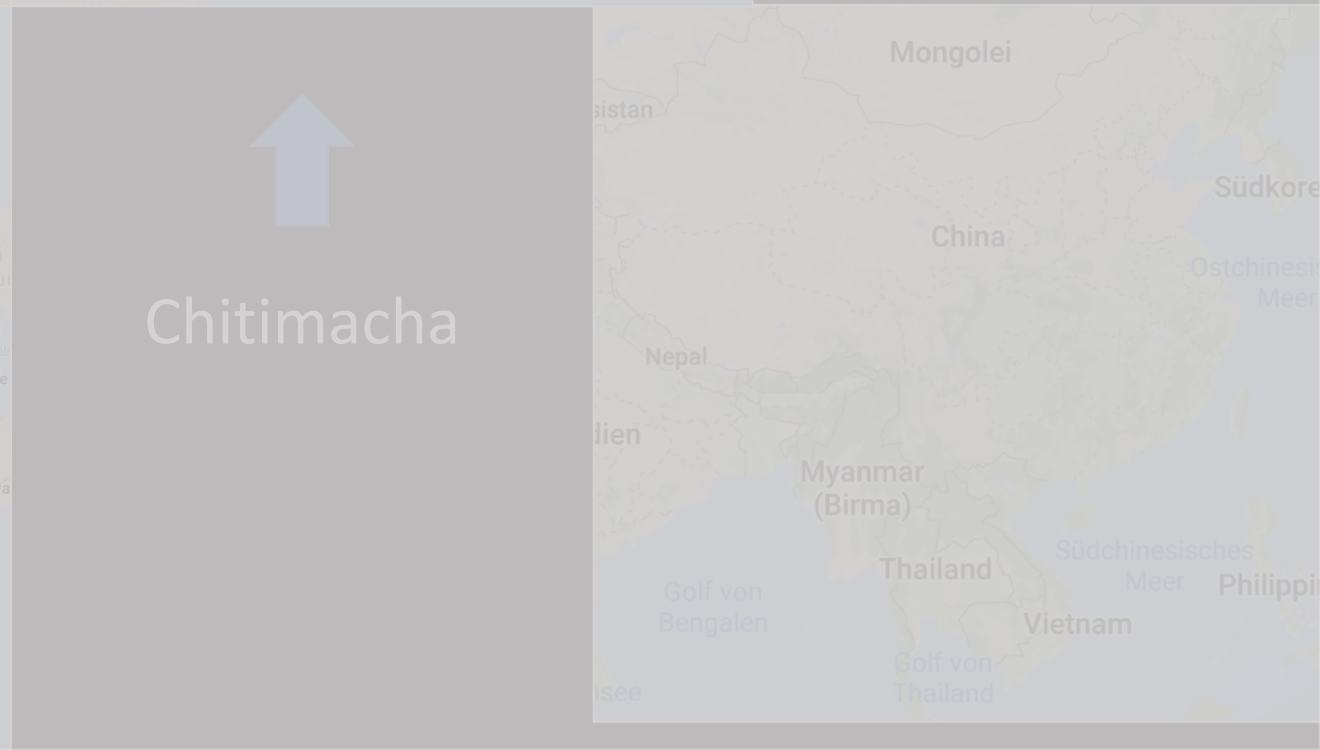 Chitimacha
Mongolei
sistan
Südkore
China
Ostchinesi
Meer
Nepal
dien
Myanmar
(Birma)
Südchinesisches
Meer
Thailand
Philippi
Golf von
Bengalen
Vietnam
Golf von
Thailand
nsee